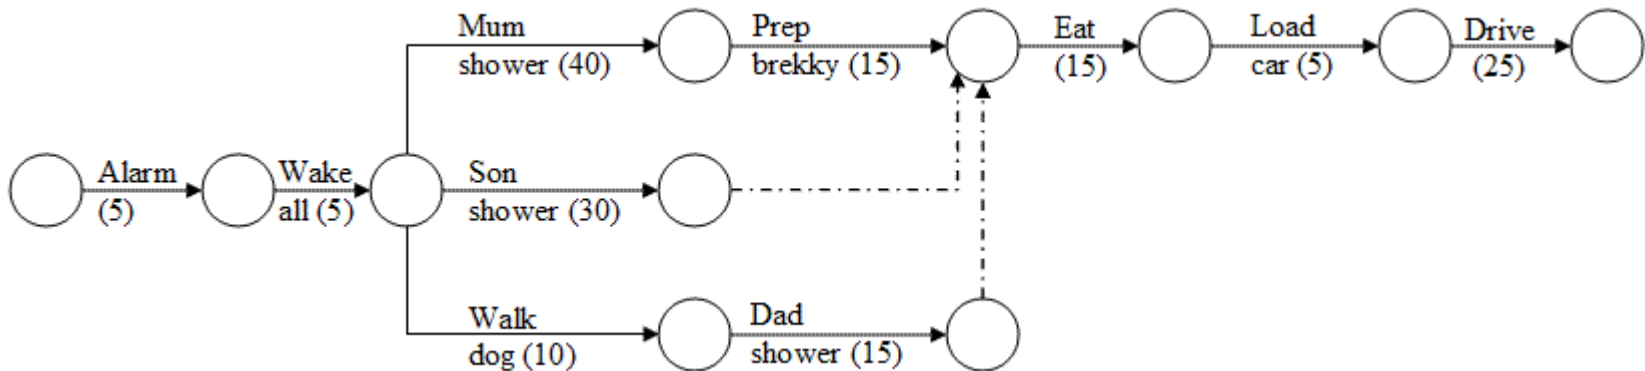 Mum
shower (40)
Prep
brekky (15)
Eat
(15)
Load
car (5)
Drive
(25)
Alarm
(5)
Wake
all (5)
Son
shower (30)
Walk
dog (10)
Dad
shower (15)